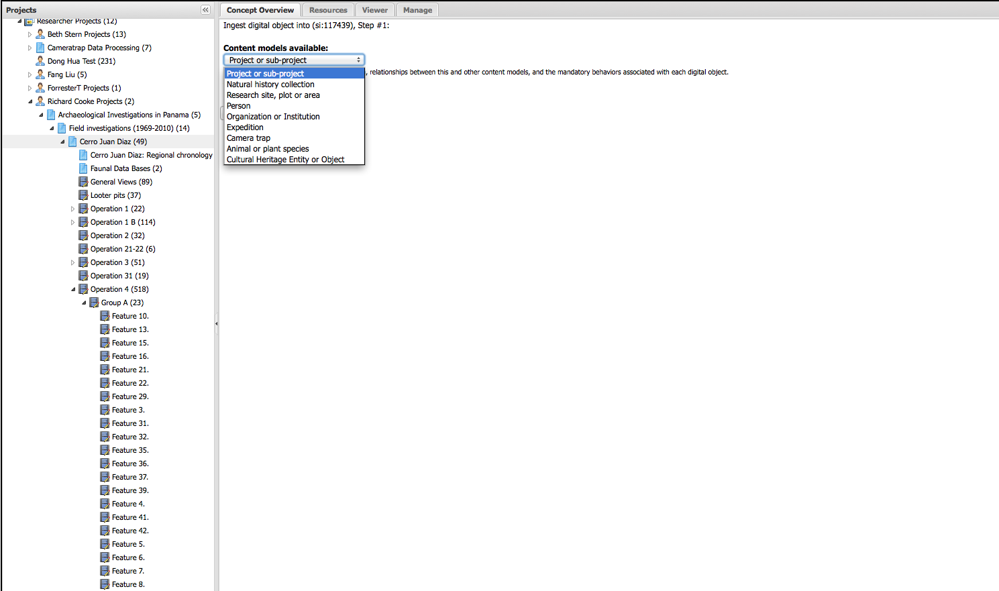 Projects
Researcher Projects (12)
Beth Stern Projects (13)
Cameratrap Data Processing (7)
Dong Hua Test (231)
Fang Liu (5)
ForresterT Projects (1)
Richard Cooke Projects (2)
Archaeological Investigations in Panama (5)
Field investigations (1969-2010) (14)
Cerro Juan Diaz (49)
Cerro Juan Diaz: Regional chronology
Faunal Data Bases (2)
General Views (89)
Looter pits (37)
Operation 1 (22)
Operation 1 B (114)
Operation 2 (32)
Operation 21-22 (6)
Operation 3 (51)
Operation 31 (19)
Operation 4 (518)
Group A (23)
Feature 10.
Feature 13.
Feature 15.
Feature 16.
Feature 21.
Feature 22.
Feature 29.
Feature 3.
Feature 31.
Feature 32.
Feature 35.
Feature 36.
Feature 37.
Feature 39.
Feature 4.
Feature 41.
Feature 42.
Feature 5.
Feature 6.
Feature 7.
Feature 8.
Concept Overview Resources Viewer Manage
Ingest digital object into (si:117439), Step #1:
Content models available:
Project or sub-project
, relationships between this and other content models, and the mandatory behaviors associated with each digital object.
Project or sub-project
Natural history collection
Research site, plot or area
Person
Organization or Institution
Expedition
Camera trap
Animal or plant species
Cultural Heritage Entity or Object